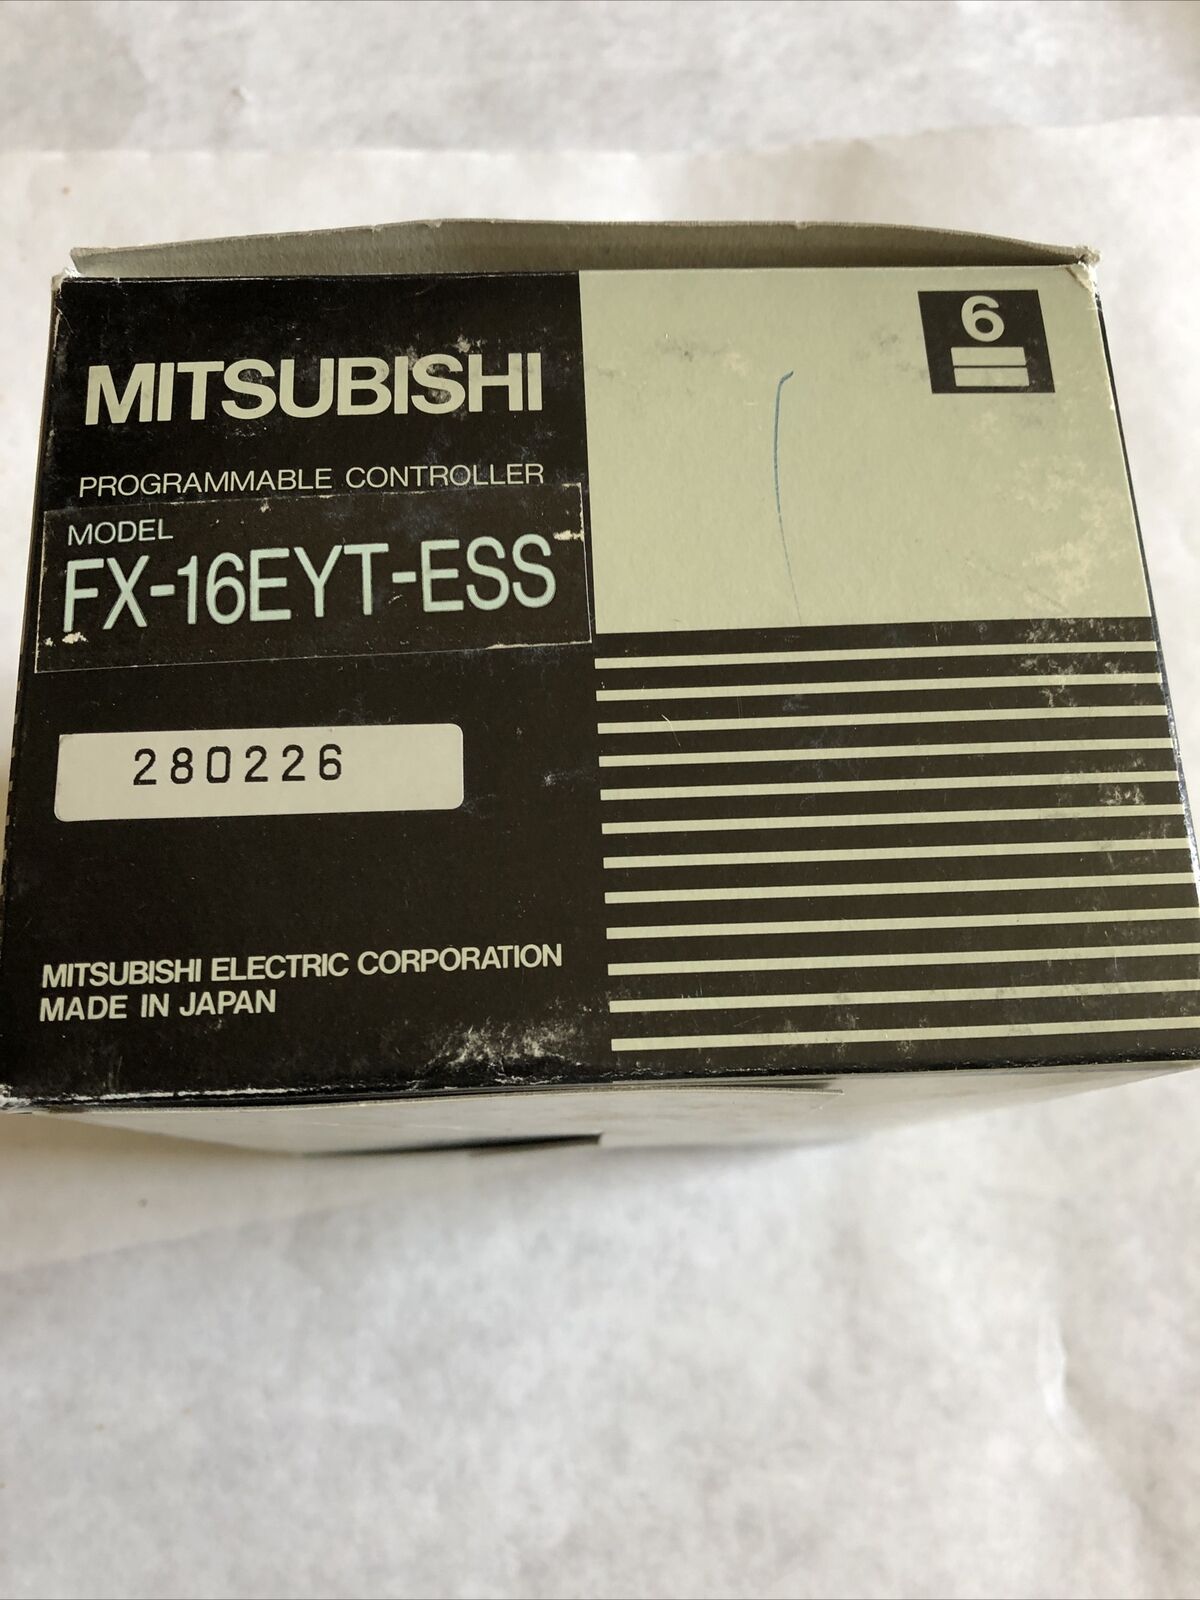 MITSUBISHI
PROGRAMMABLE CONTROLLER
MODEL
FX-16EYT-ESS
280226
MITSUBISHI ELECTRIC CORPORATION
MADE IN JAPAN
6